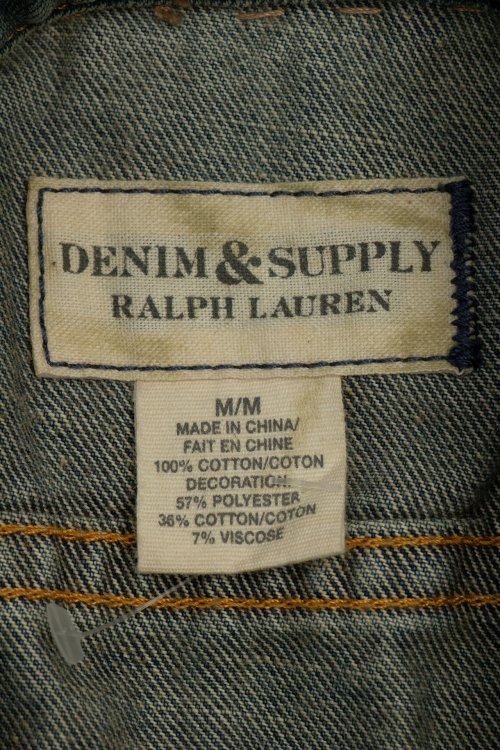 DENIM & SUPPLY
RALPH LAUREN
M/M
MADE IN CHINA/
FAIT EN CHINE
100% COTTON/COTON
DECORATION:
57% POLYESTER
36% COTTON/COTON
7% VISCOSE